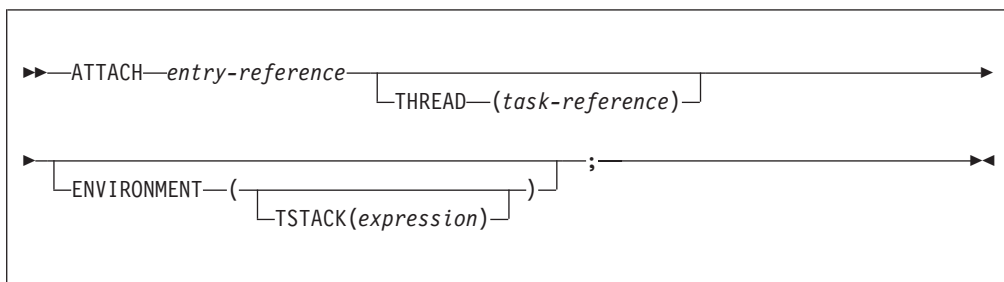 ATTACH entry-reference
THREAD (task-reference)
ENVIRONMENT ( ) ;
TSTACK(expression)